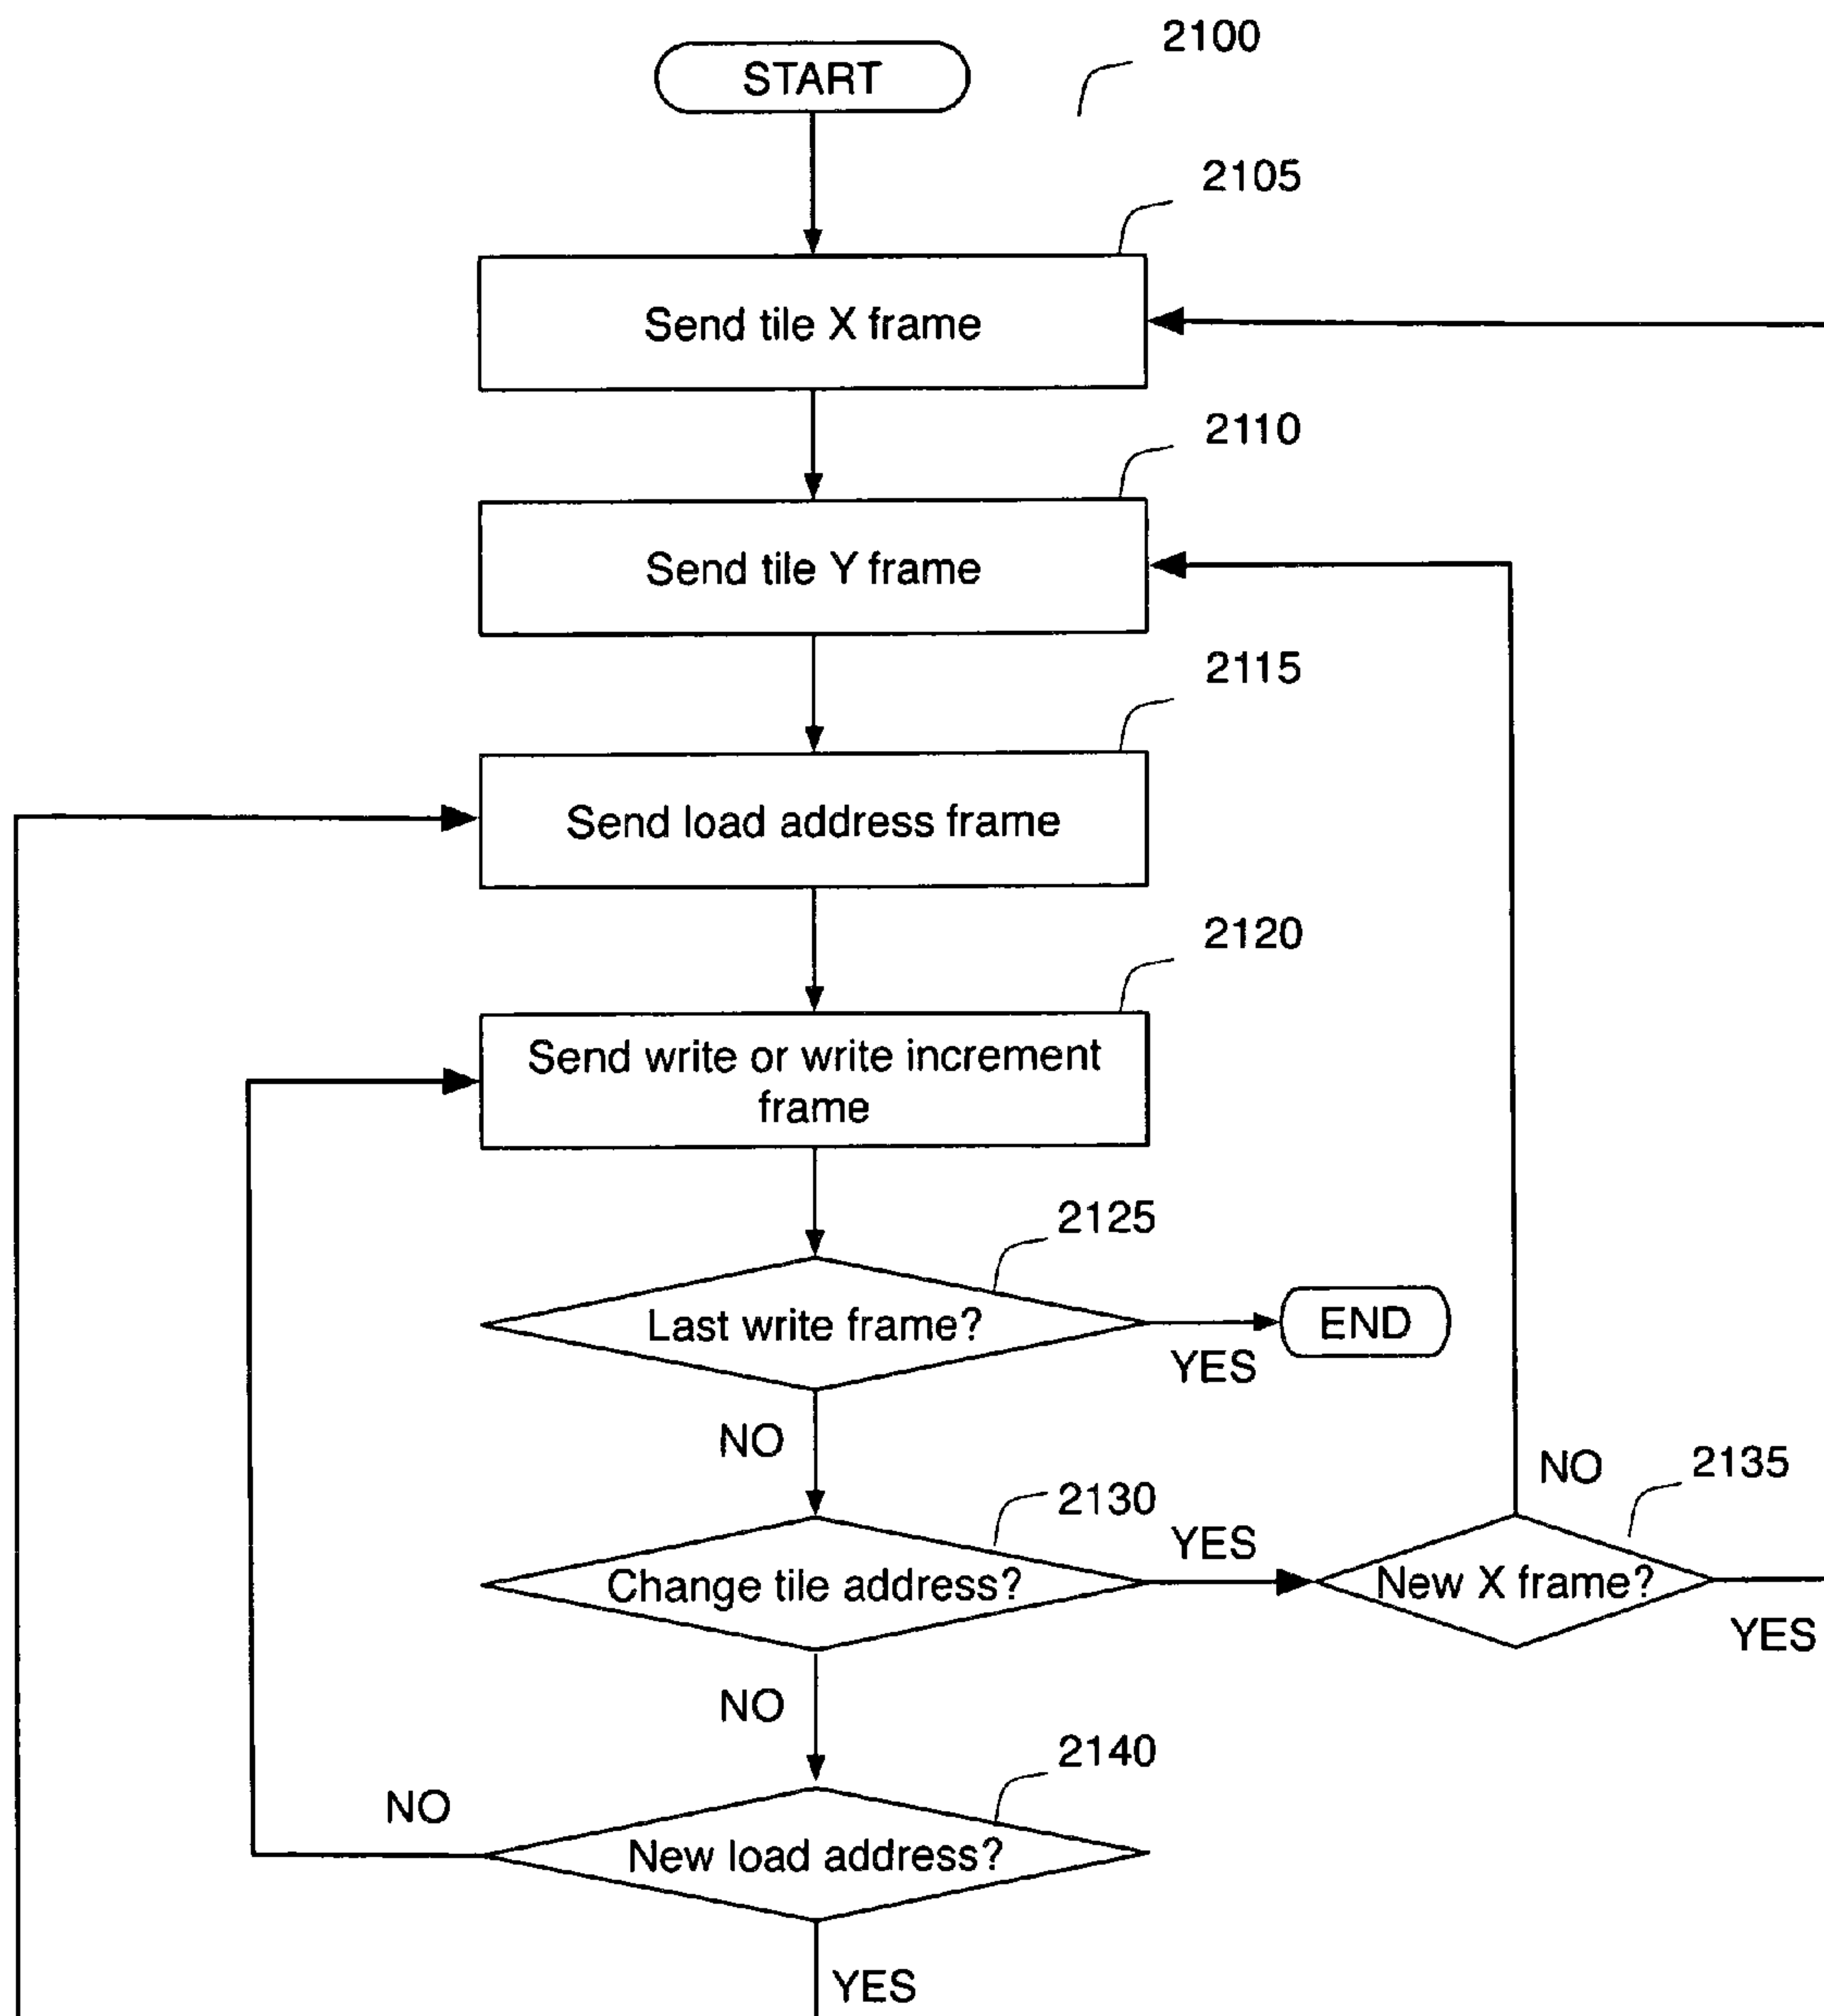 2100
START
2105
Send tile X frame
2110
Send tile Y frame
2115
Send load address frame
2120
Send write or write increment
frame
2125
Last write frame?
END
YES
NO
2130
Change tile address?
YES
NO
2135
New X frame?
YES
NO
2140
New load address?
NO
YES